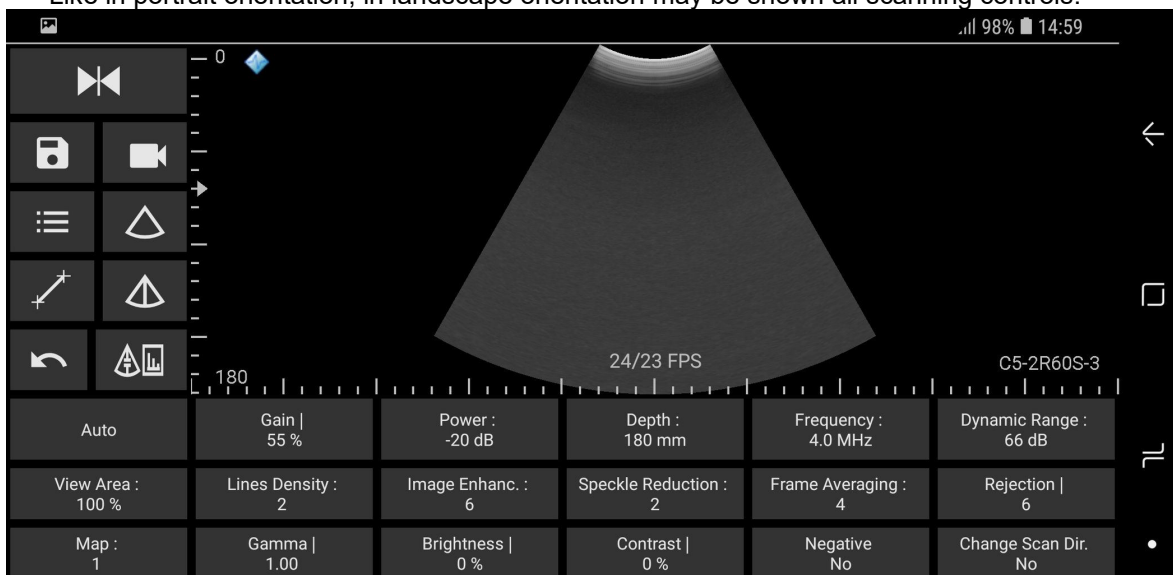 Like in portrait orientation, in landscape orientation may be shown all scanning controls.
98% 14:59
0
24/23 FPS
C5-2R60S-3
180
Auto
Gain |
55 %
Power :
-20 dB
Depth :
180 mm
Frequency :
4.0 MHz
Dynamic Range :
66 dB
View Area :
100 %
Lines Density :
2
Image Enhanc. :
6
Speckle Reduction :
2
Frame Averaging :
4
Rejection |
6
Map :
1
Gamma |
1.00
Brightness |
0 %
Contrast |
0 %
Negative
No
Change Scan Dir.
No